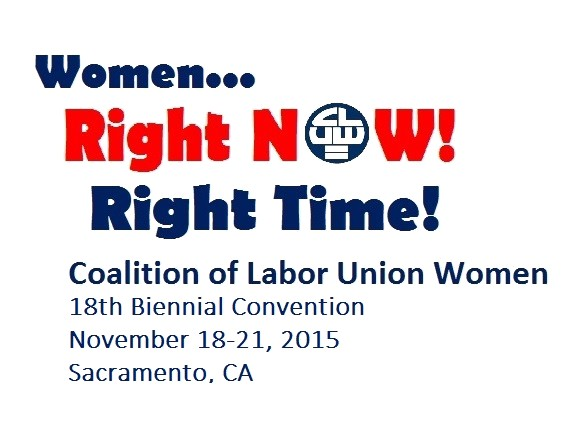 Women...
Right NOW!
Right Time!
Coalition of Labor Union Women
18th Biennial Convention
November 18-21, 2015
Sacramento, CA